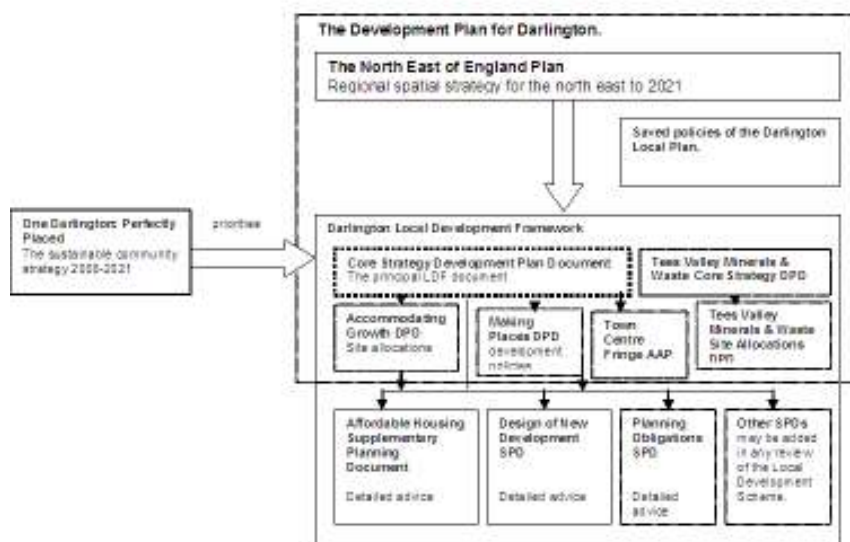 The Development Plan for Darlington.
The North East of England Plan
Regional spatial strategy for the north east to 2021
Saved policies of the Darlington
Local Plan.
One Darlington: Perfectly
Placed
The sustainable community
strategy 2008-2021
priorities
Darlington Local Development Framework
Core Strategy Development Plan Document
The principal LDF document
Tees Valley Minerals &
Waste Core Strategy DPD
Accommodating
Growth DPD
Site allocations
Making
Places DPD
development
policies
Town
Centre
Fringe AAP
Tees Valley
Minerals & Waste
Site Allocations
DPD
Affordable Housing
Supplementary
Planning
Document
Detailed advice
Design of New
Development
SPD
Detailed advice
Planning
Obligations
SPD
Detailed
advice
Other SPDs
may be added
in any review
of the Local
Development
Scheme.